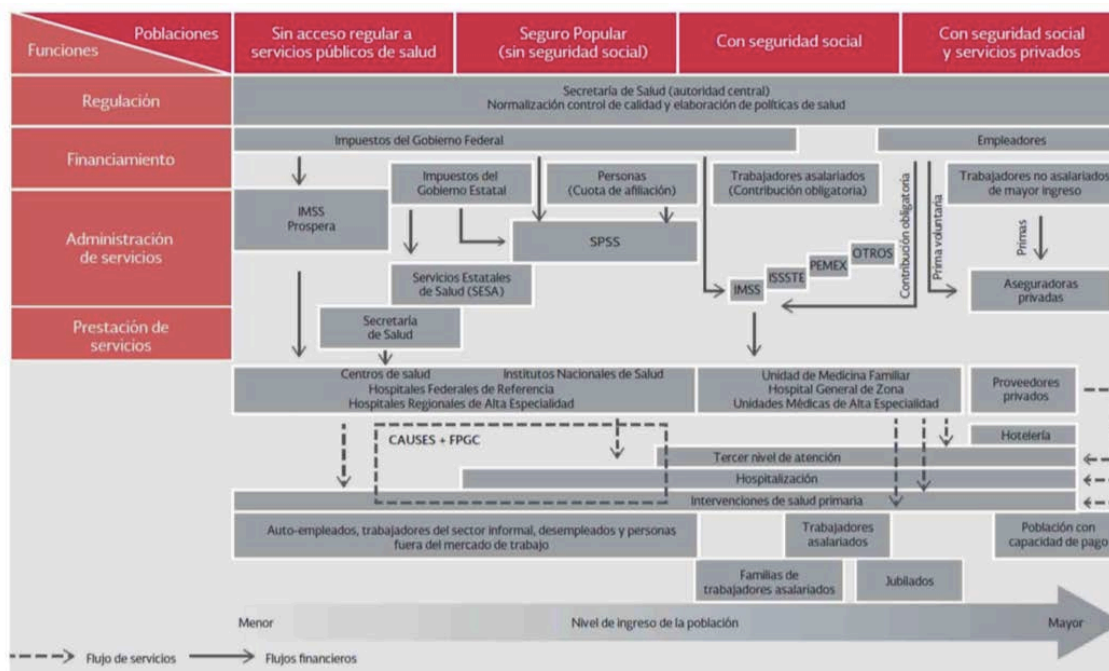 Poblaciones
Funciones
Sin acceso regular a
servicios públicos de salud
Seguro Popular
(sin seguridad social)
Con seguridad social
Con seguridad social
y servicios privados
Regulación
Secretaría de Salud (autoridad central)
Normalización control de calidad y elaboración de políticas de salud
Financiamiento
Impuestos del Gobierno Federal
Empleadores
Impuestos del
Gobierno Estatal
Personas
(Cuota de afiliación)
Trabajadores asalariados
(Contribución obligatoria)
Contribución obligatoria
Prima voluntaria
Trabajadores no asalariados
de mayor ingreso
Administración
de servicios
IMSS
Prospera
SPSS
Servicios Estatales
de Salud (SESA)
IMSS
ISSSTE
PEMEX
OTROS
Primas
Aseguradoras
privadas
Prestación de
servicios
Secretaría
de Salud
Centros de salud
Institutos Nacionales de Salud
Hospitales Federales de Referencia
Hospitales Regionales de Alta Especialidad
Unidad de Medicina Familiar
Hospital General de Zona
Unidades Médicas de Alta Especialidad
Proveedores
privados
CAUSES + FPGC
Hotelería
Tercer nivel de atención
Hospitalización
Intervenciones de salud primaria
Auto-empleados, trabajadores del sector informal, desempleados y personas
fuera del mercado de trabajo
Trabajadores
asalariados
Población con
capacidad de pago
Familias de
trabajadores asalariados
Jubilados
Menor
Nivel de ingreso de la población
Mayor
Flujo de servicios
Flujos financieros